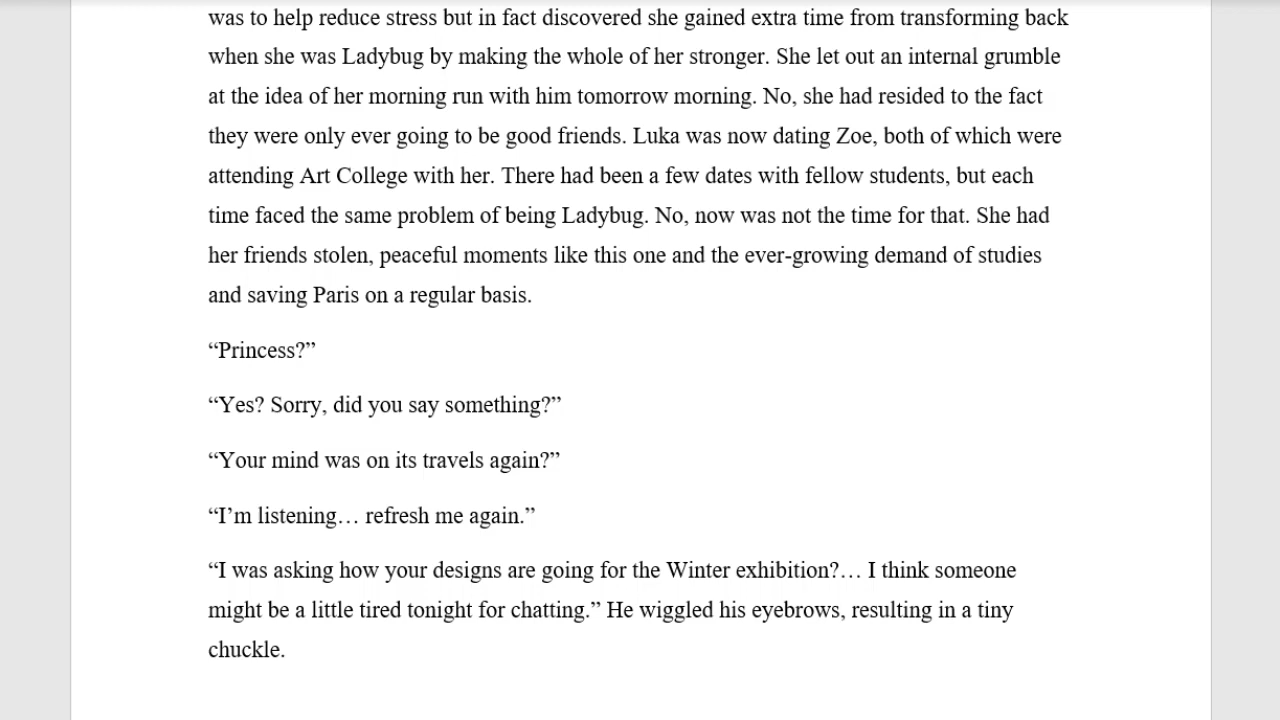 was to help reduce stress but in fact discovered she gained extra time from transforming back
when she was Ladybug by making the whole of her stronger. She let out an internal grumble
at the idea of her morning run with him tomorrow morning. No, she had resided to the fact
they were only ever going to be good friends. Luka was now dating Zoe, both of which were
attending Art College with her. There had been a few dates with fellow students, but each
time faced the same problem of being Ladybug. No, now was not the time for that. She had
her friends stolen, peaceful moments like this one and the ever-growing demand of studies
and saving Paris on a regular basis.
“Princess?”
“Yes? Sorry, did you say something?”
“Your mind was on its travels again?”
“I’m listening… refresh me again.”
“I was asking how your designs are going for the Winter exhibition?… I think someone
might be a little tired tonight for chatting.” He wiggled his eyebrows, resulting in a tiny
chuckle.